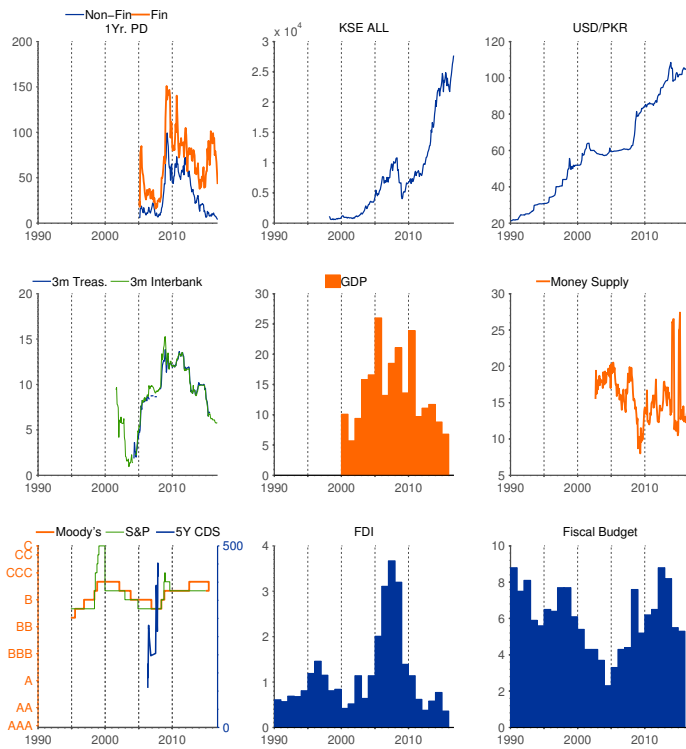 Non-Fin Fin
1Yr. PD
200
150
100
50
0
1990 2000 2010
KSE ALL
3 x 10^4
2.5
2
1.5
1
0.5
0
1990 2000 2010
USD/PKR
120
100
80
60
40
20
1990 2000 2010
3m Treas. 3m Interbank
20
15
10
5
0
1990 2000 2010
GDP
30
25
20
15
10
5
0
1990 2000 2010
Money Supply
30
25
20
15
10
5
1990 2000 2010
Moody's S&P 5Y CDS
C
CC
CCC
B
BB
BBB
A
AA
AAA
500
0
1990 2000 2010
FDI
4
3
2
1
0
1990 2000 2010
Fiscal Budget
10
8
6
4
2
0
1990 2000 2010